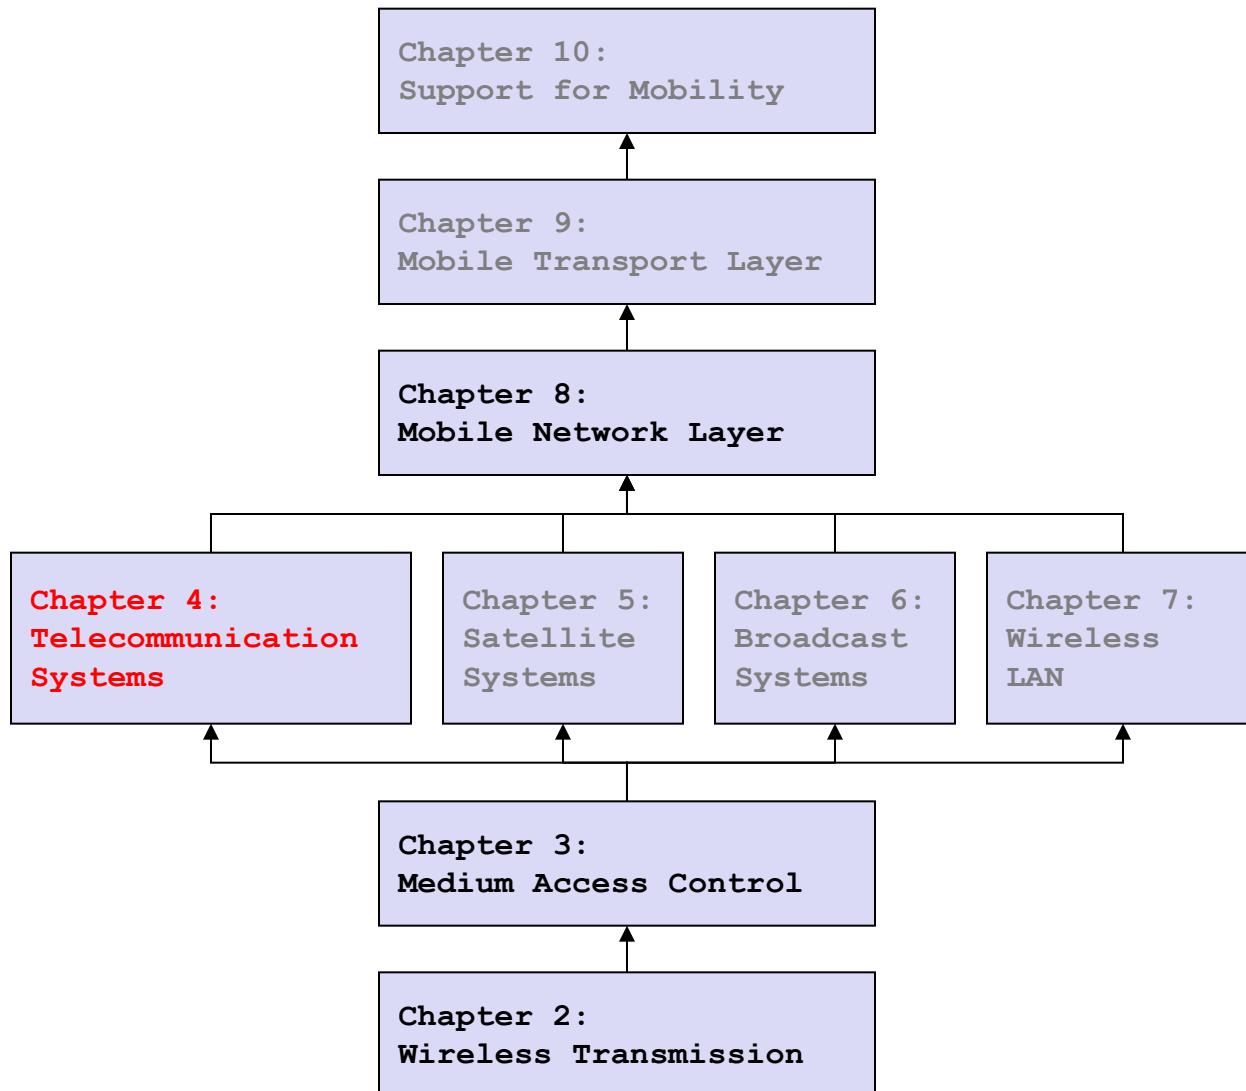 Chapter 10:
Support for Mobility
Chapter 9:
Mobile Transport Layer
Chapter 8:
Mobile Network Layer
Chapter 4:
Telecommunication
Systems
Chapter 5:
Satellite
Systems
Chapter 6:
Broadcast
Systems
Chapter 7:
Wireless
LAN
Chapter 3:
Medium Access Control
Chapter 2:
Wireless Transmission